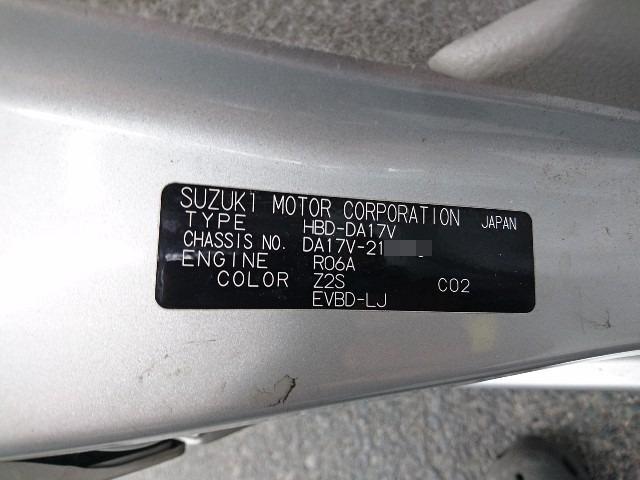 SUZUKI MOTOR CORPORATION JAPAN
TYPE HBD-DA17V
CHASSIS NO. DA17V-21
ENGINE R06A
COLOR Z2S C02
EVBD-LJ